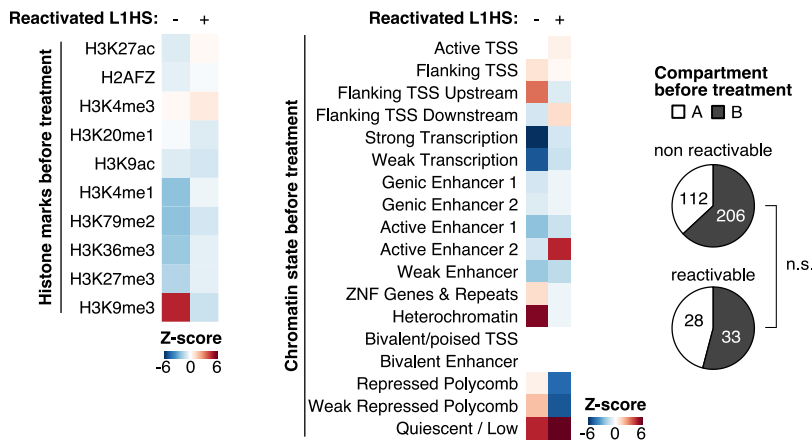 Reactivated L1HS: - +
Histone marks before treatment
H3K27ac
H2AFZ
H3K4me3
H3K20me1
H3K9ac
H3K4me1
H3K79me2
H3K36me3
H3K27me3
H3K9me3
Z-score
-6 0 6
Reactivated L1HS: - +
Chromatin state before treatment
Active TSS
Flanking TSS
Flanking TSS Upstream
Flanking TSS Downstream
Strong Transcription
Weak Transcription
Genic Enhancer 1
Genic Enhancer 2
Active Enhancer 1
Active Enhancer 2
Weak Enhancer
ZNF Genes & Repeats
Heterochromatin
Bivalent/poised TSS
Bivalent Enhancer
Repressed Polycomb
Weak Repressed Polycomb
Quiescent / Low
Z-score
-6 0 6
Compartment
before treatment
A B
non reactivable
112
206
n.s.
reactivable
28
33